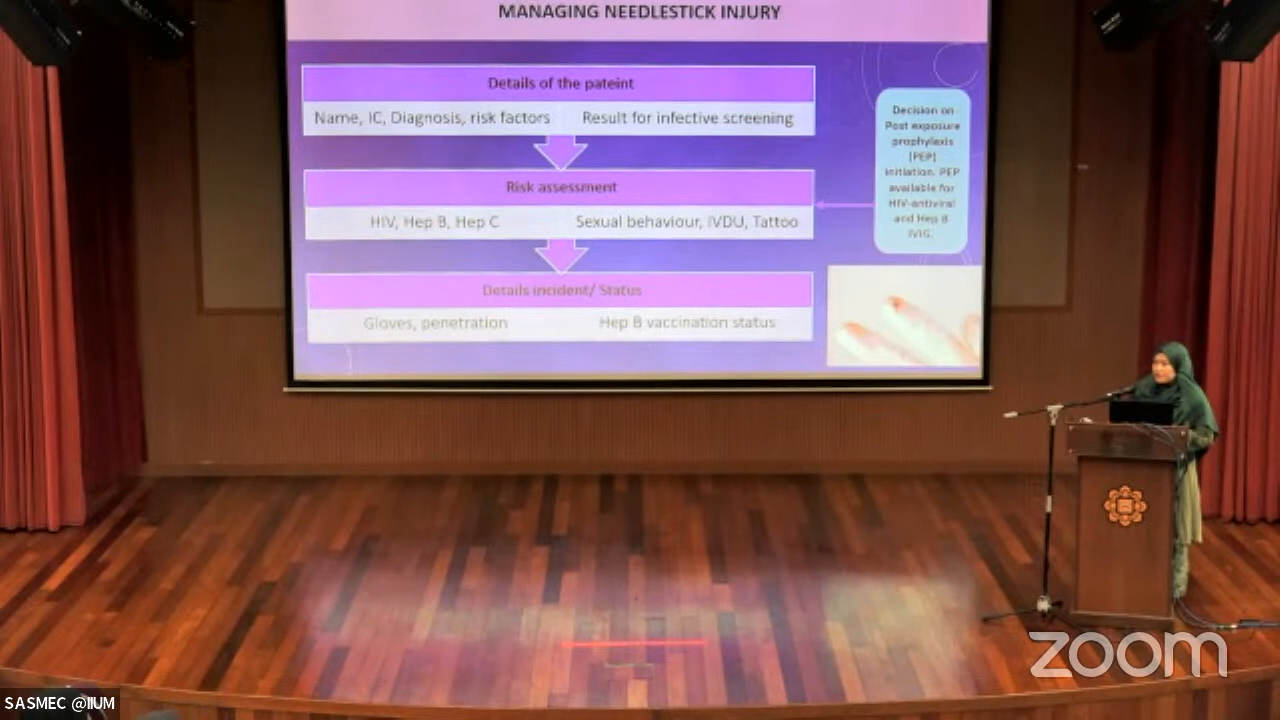 MANAGING NEEDLESTICK INJURY
Details of the pateint
Name, IC, Diagnosis, risk factors Result for infective screening
Risk assessment
HIV, Hep B, Hep C Sexual behaviour, IVDU, Tattoo
Details incident/ Status
Gloves, penetration Hep B vaccination status
Decision on
Post exposure
prophylaxis
(PEP)
initiation. PEP
available for
HIV-antiviral
and Hep B
IVIG.
zoom
SASMEC @IIUM